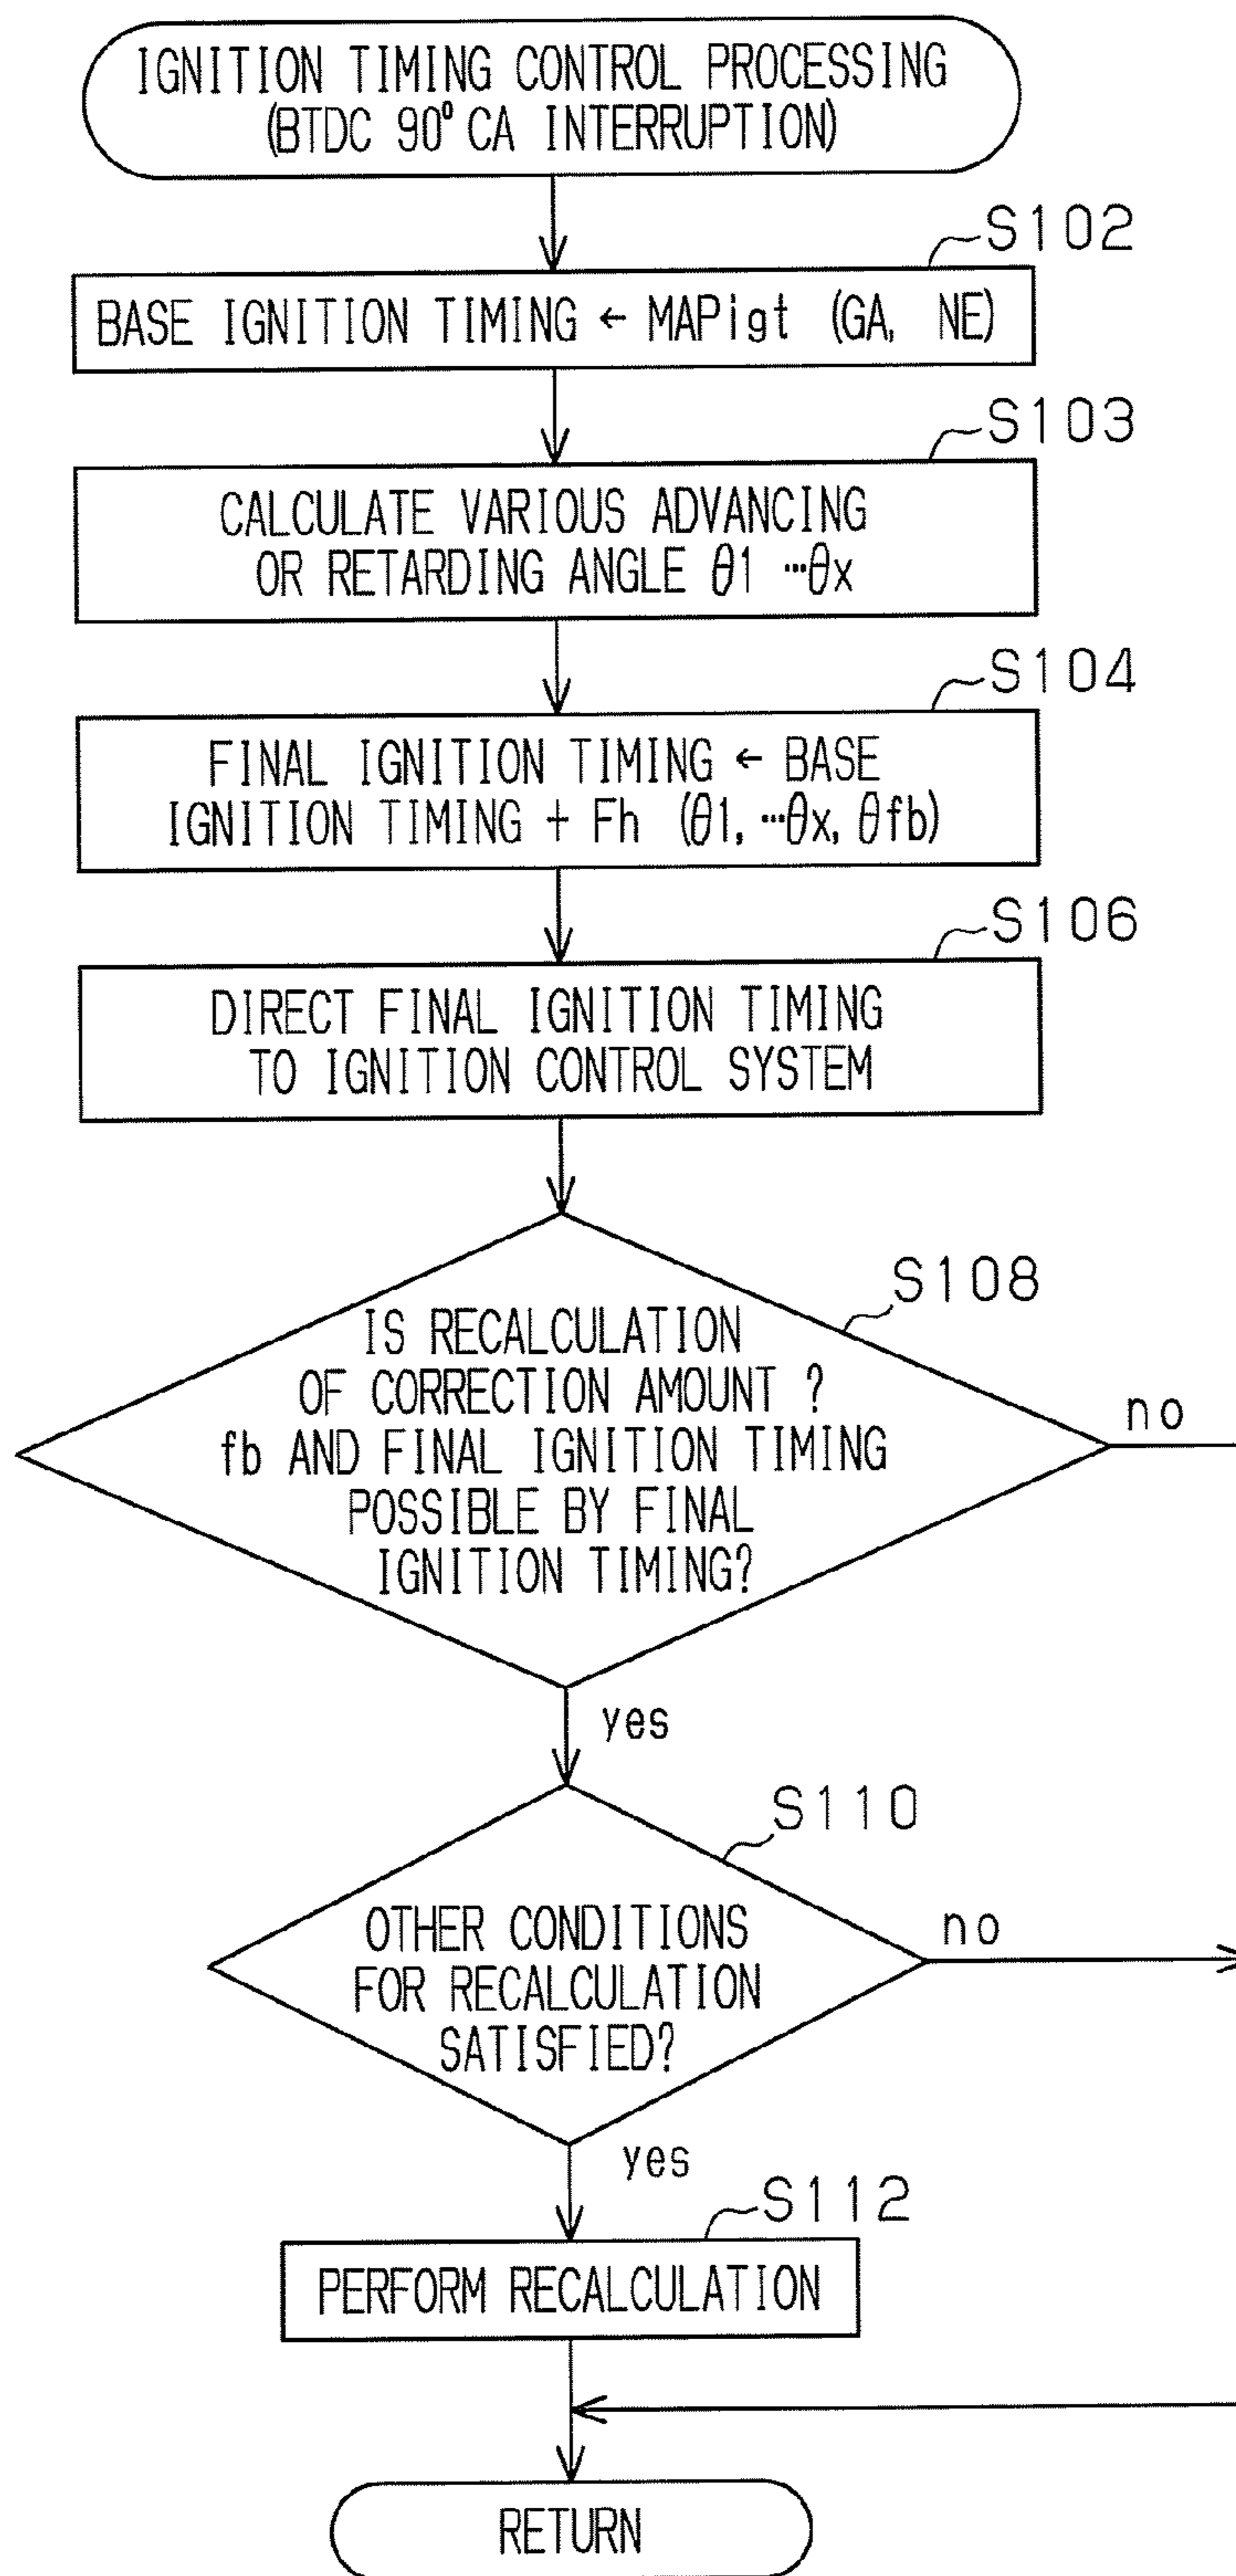 IGNITION TIMING CONTROL PROCESSING
(BTDC 90° CA INTERRUPTION)
S102
BASE IGNITION TIMING ← MAPigt (GA, NE)
S103
CALCULATE VARIOUS ADVANCING
OR RETARDING ANGLE θ1 …θx
S104
FINAL IGNITION TIMING ← BASE
IGNITION TIMING + Fh (θ1, …θx, θfb)
S106
DIRECT FINAL IGNITION TIMING
TO IGNITION CONTROL SYSTEM
S108
IS RECALCULATION
OF CORRECTION AMOUNT ?
fb AND FINAL IGNITION TIMING
POSSIBLE BY FINAL
IGNITION TIMING?
no
yes
S110
OTHER CONDITIONS
FOR RECALCULATION
SATISFIED?
no
yes
S112
PERFORM RECALCULATION
RETURN